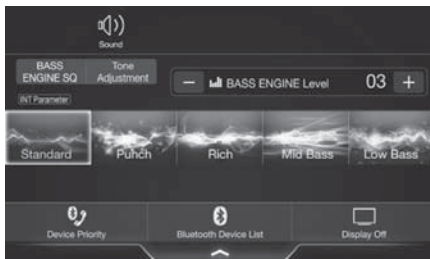 Sound
BASS ENGINE SQ
Tone Adjustment
INT Parameter
− BASS ENGINE Level 03 +
Standard Punch Rich Mid Bass Low Bass
Device Priority Bluetooth Device List Display Off